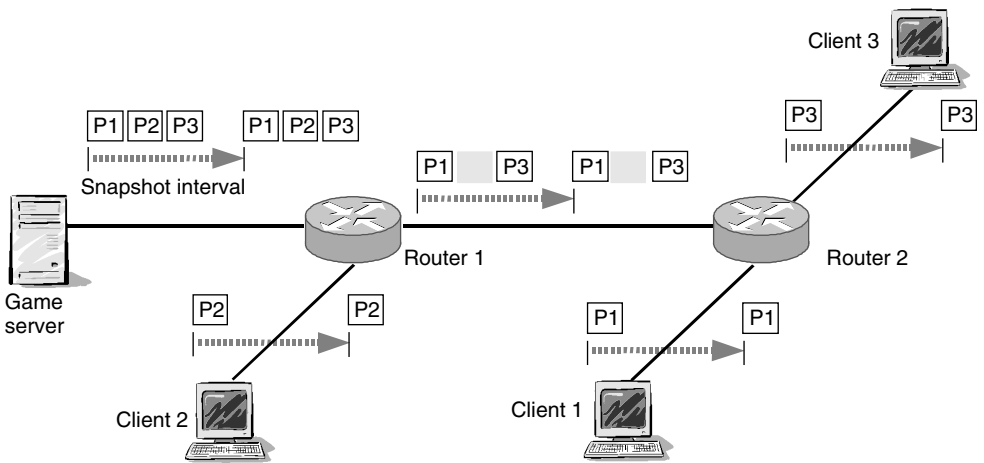 Client 3
P1 P2 P3 P1 P2 P3
Snapshot interval
P1 P3 P1 P3
P3 P3
Router 1
Router 2
Game
server
P2 P2
P1 P1
Client 2
Client 1